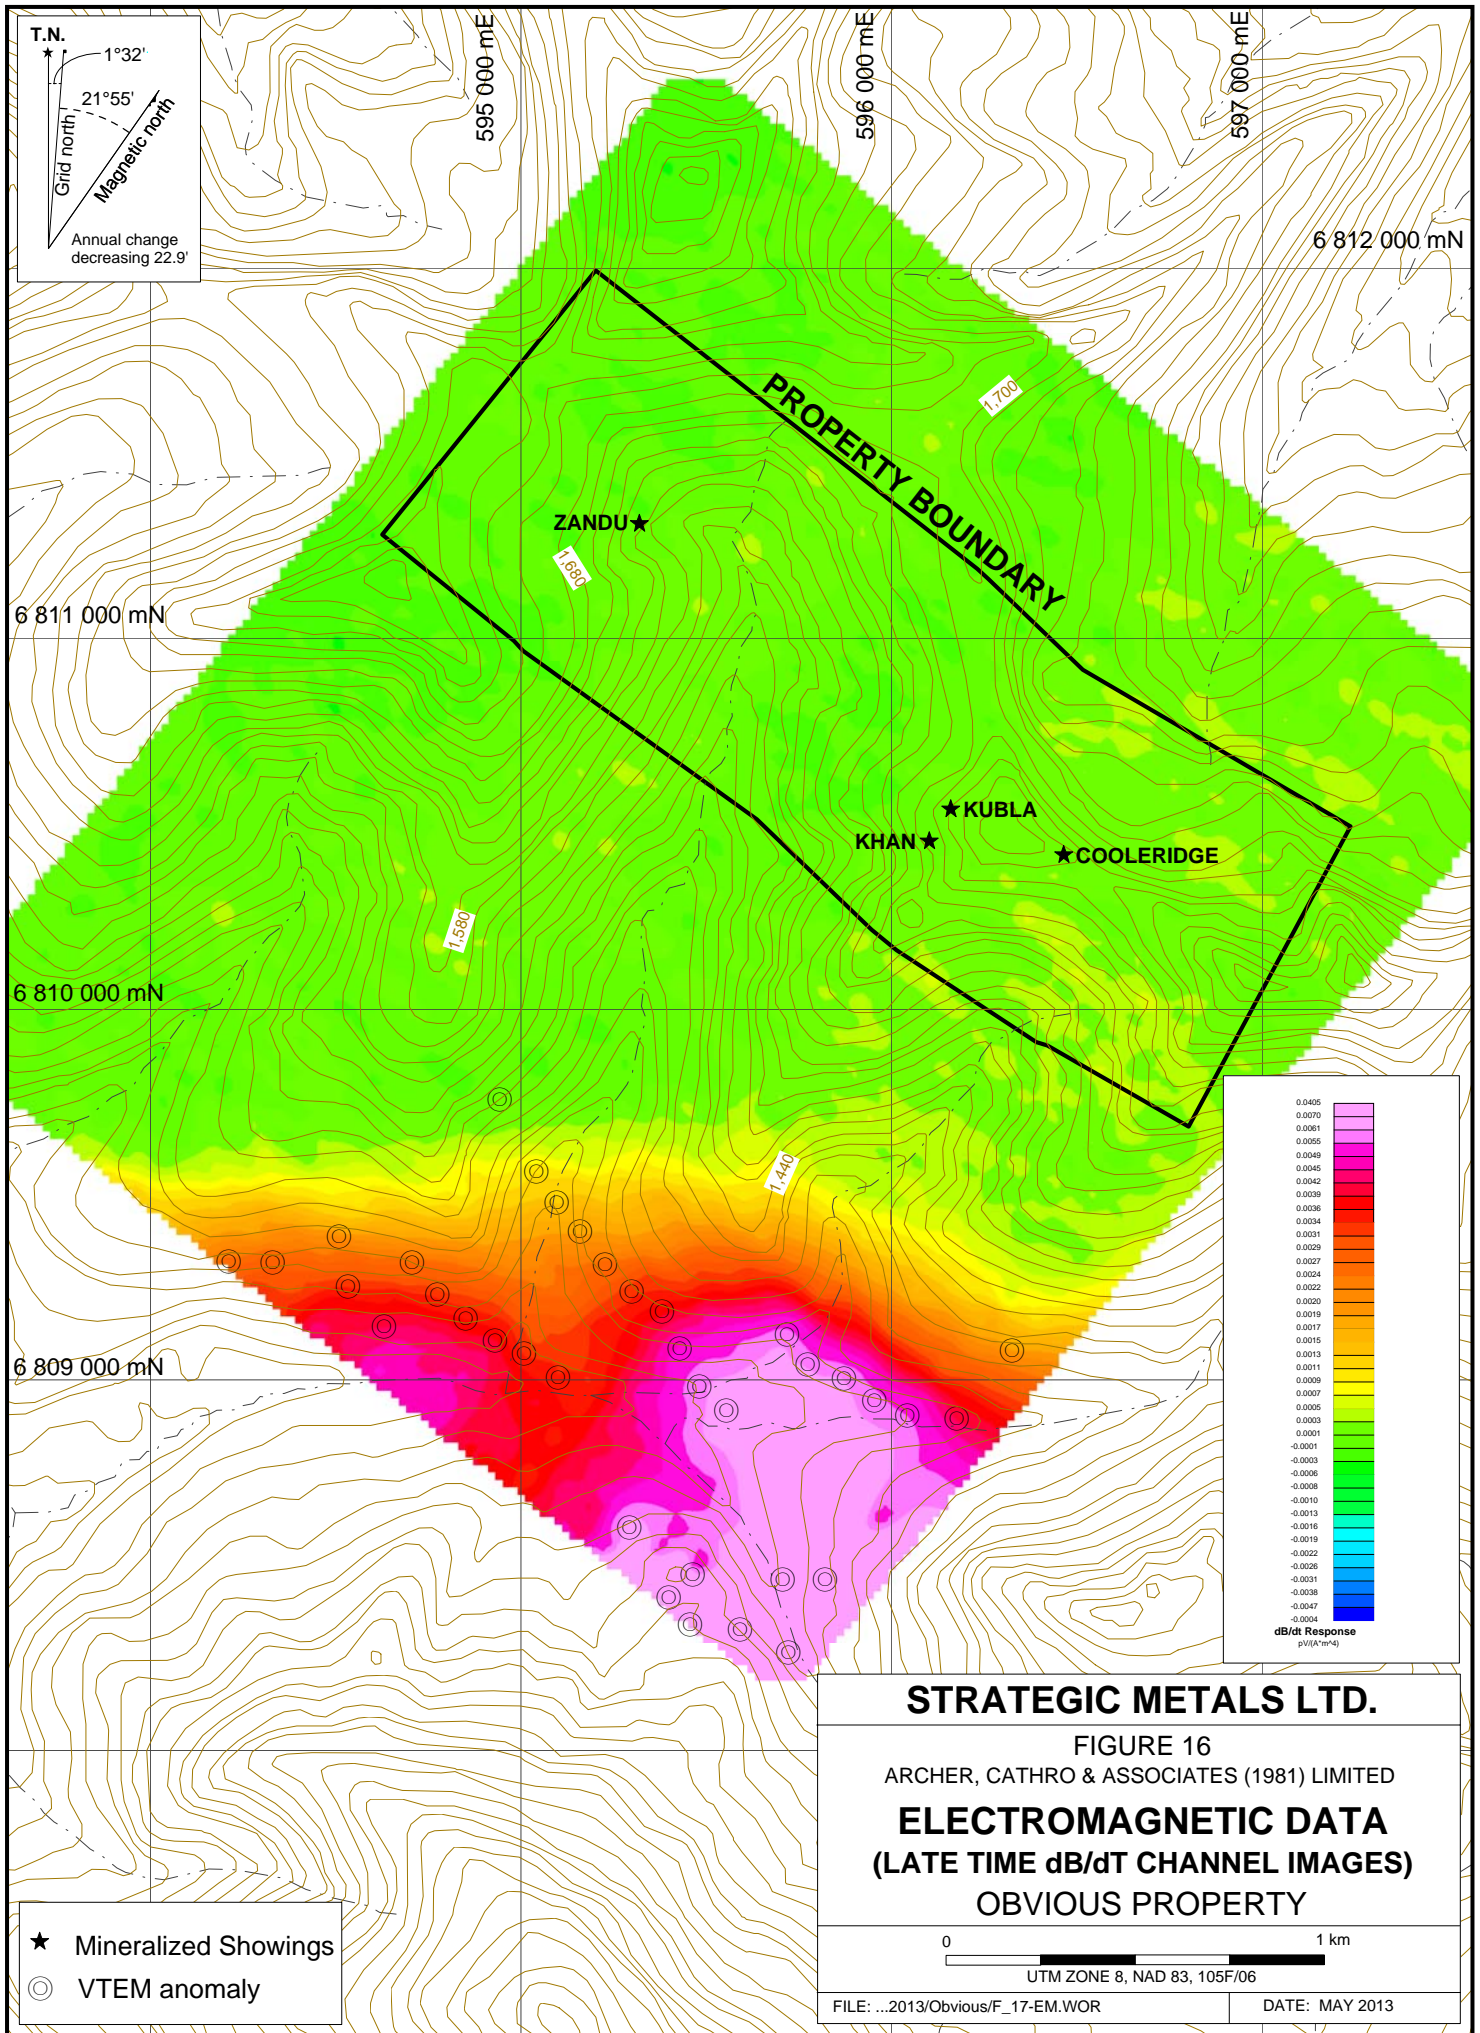 T.N.
1°32'
21°55'
Grid north
Magnetic north
Annual change
decreasing 22.9'
595 000 mE
596 000 mE
597 000 mE
6 812 000 mN
1,700
PROPERTY BOUNDARY
ZANDU
1,680
6 811 000 mN
KUBLA
KHAN
COOLERIDGE
1,580
6 810 000 mN
1,440
6 809 000 mN
0.0405
0.0070
0.0061
0.0055
0.0049
0.0045
0.0042
0.0039
0.0036
0.0034
0.0031
0.0029
0.0027
0.0024
0.0022
0.0020
0.0019
0.0017
0.0015
0.0013
0.0011
0.0009
0.0007
0.0005
0.0003
0.0001
-0.0001
-0.0003
-0.0006
-0.0008
-0.0010
-0.0013
-0.0016
-0.0019
-0.0022
-0.0026
-0.0031
-0.0038
-0.0047
-0.0004
dB/dt Response
pV/(A*m^4)
STRATEGIC METALS LTD.
FIGURE 16
ARCHER, CATHRO & ASSOCIATES (1981) LIMITED
ELECTROMAGNETIC DATA
(LATE TIME dB/dT CHANNEL IMAGES)
OBVIOUS PROPERTY
0 1 km
UTM ZONE 8, NAD 83, 105F/06
FILE: ...2013/Obvious/F_17-EM.WOR
DATE: MAY 2013
Mineralized Showings
VTEM anomaly